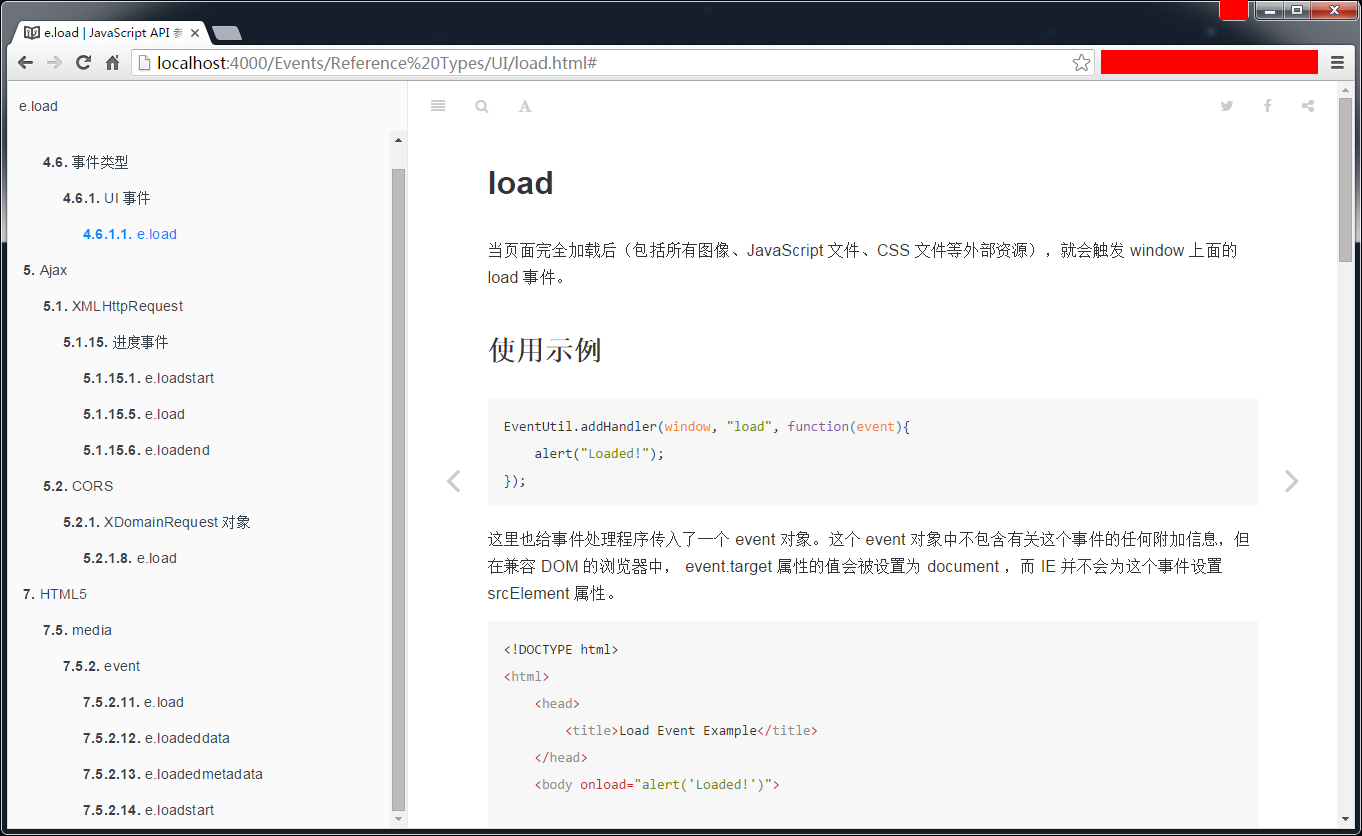 e.load | JavaScript API 参
localhost:4000/Events/Reference%20Types/UI/load.html#
e.load
4.6. 事件类型
4.6.1. UI 事件
4.6.1.1. e.load
5. Ajax
5.1. XMLHttpRequest
5.1.15. 进度事件
5.1.15.1. e.loadstart
5.1.15.5. e.load
5.1.15.6. e.loadend
5.2. CORS
5.2.1. XDomainRequest 对象
5.2.1.8. e.load
7. HTML5
7.5. media
7.5.2. event
7.5.2.11. e.load
7.5.2.12. e.loadeddata
7.5.2.13. e.loadedmetadata
7.5.2.14. e.loadstart
A
load
当页面完全加载后（包括所有图像、JavaScript 文件、CSS 文件等外部资源），就会触发 window 上面的
load 事件。
使用示例
EventUtil.addHandler(window, "load", function(event){
    alert("Loaded!");
});
这里也给事件处理程序传入了一个 event 对象。这个 event 对象中不包含有关这个事件的任何附加信息，但
在兼容 DOM 的浏览器中， event.target 属性的值会被设置为 document ，而 IE 并不会为这个事件设置
srcElement 属性。
<!DOCTYPE html>
<html>
    <head>
        <title>Load Event Example</title>
    </head>
    <body onload="alert('Loaded!')">